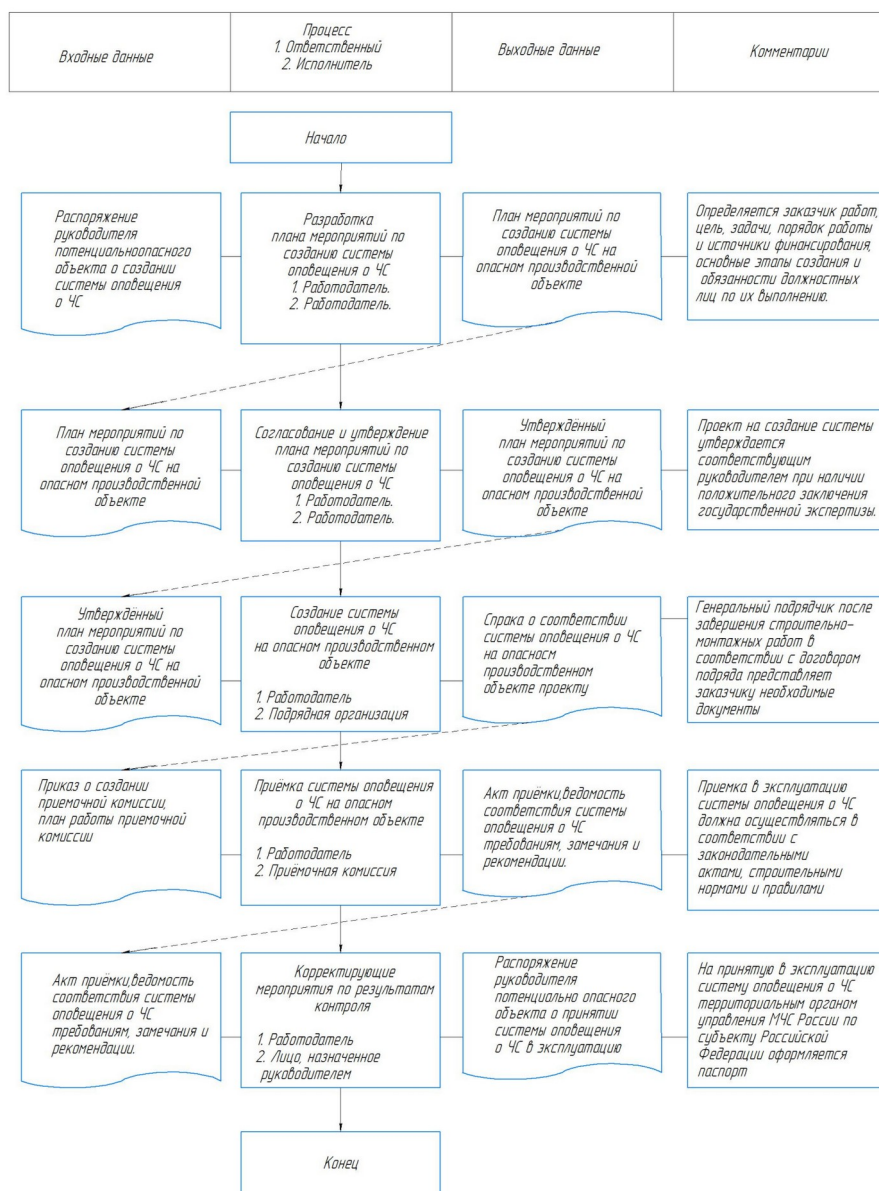 Входные данные
Процесс
1. Ответственный
2. Исполнитель
Выходные данные
Комментарии
Начало
Распоряжение
руководителя
потенциальноопасного
объекта о создании
системы оповещения
о ЧС
Разработка
плана мероприятий по
созданию системы
оповещения о ЧС
1. Работодатель.
2. Работодатель.
План мероприятий по
созданию системы
оповещения о ЧС на
опасном производственной
объекте
Определяется заказчик работ,
цель, задачи, порядок работы
и источники финансирования,
основные этапы создания и
обязанности должностных
лиц по их выполнению.
План мероприятий по
созданию системы
оповещения о ЧС на
опасном производственной
объекте
Согласование и утверждение
плана мероприятий по
созданию системы
оповещения о ЧС
1. Работодатель.
2. Работодатель.
Утверждённый
план мероприятий по
созданию системы
оповещения о ЧС на
опасном производственной
объекте
Проект на создание системы
утверждается
соответствующим
руководителем при наличии
положительного заключения
государственной экспертизы.
Утверждённый
план мероприятий по
созданию системы
оповещения о ЧС на
опасном производственной
объекте
Создание системы
оповещения о ЧС
на опасном производственном
объекте
1. Работодатель
2. Подрядная организация
Спрака о соответствии
системы оповещения о ЧС
на опасносм
производственном
объекте проекту
Генеральный подрядчик после
завершения строительно-
монтажных работ в
соответствии с договором
подряда представляет
заказчику необходимые
документы
Приказ о создании
приемочной комиссии,
план работы приемочной
комиссии
Приёмка системы оповещения
о ЧС на опасном
производственном объекте
1. Работодатель
2. Приёмочная комиссия
Акт приёмки,ведомость
соответствия системы
оповещения о ЧС
требованиям, замечания и
рекомендации.
Приемка в эксплуатацию
системы оповещения о ЧС
должна осуществляться в
соответствии с
законодательными
актами, строительными
нормами и правилами
Акт приёмки,ведомость
соответствия системы
оповещения о ЧС
требованиям, замечания и
рекомендации.
Корректирующие
мероприятия по результатам
контроля
1. Работодатель
2. Лицо, назначенное
руководителем
Распоряжение
руководителя
потенциально опасного
объекта о принятии
системы оповещения
о ЧС в эксплуатацию
На принятую в эксплуатацию
систему оповещения о ЧС
территориальным органом
управления МЧС России по
субъекту Российской
Федерации оформляется
паспорт
Конец